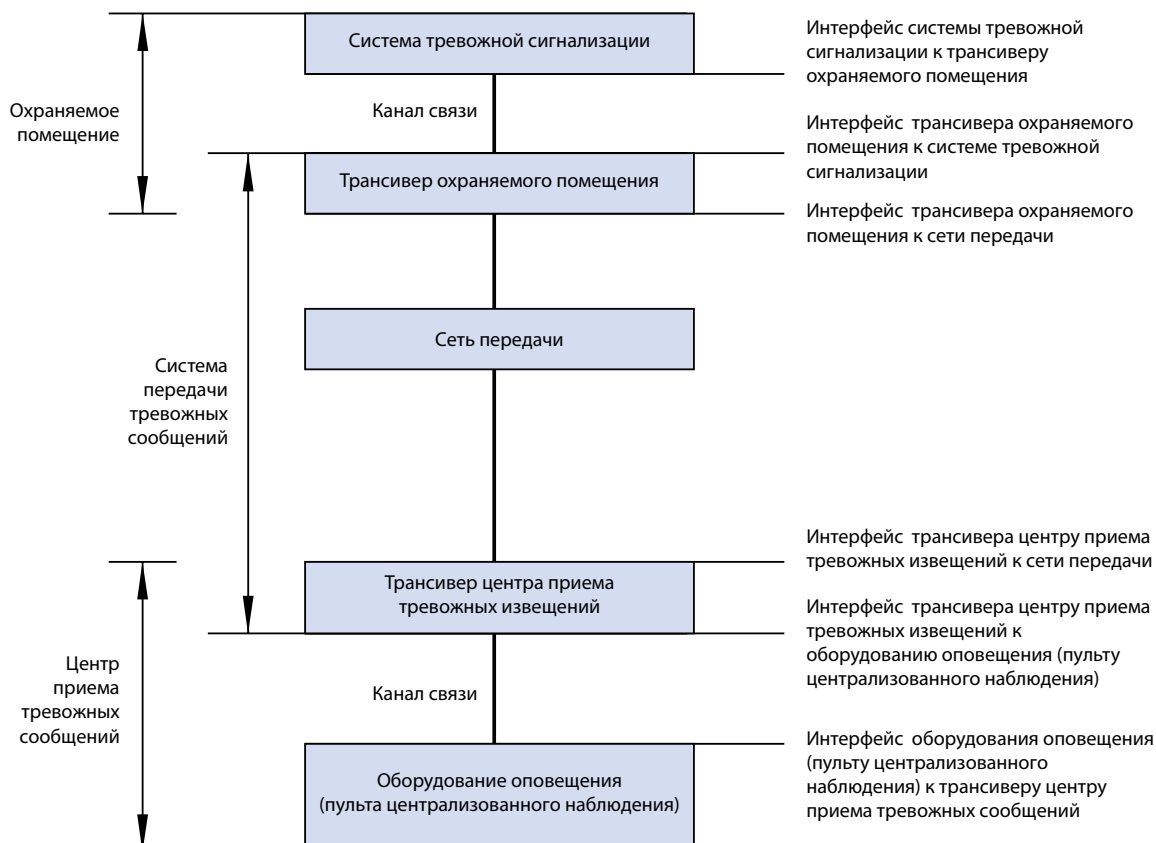 Система тревожной сигнализации
Интерфейс системы тревожной
сигнализации к трансиверу
охраняемого помещения
Охраняемое
помещение
Канал связи
Интерфейс трансивера охраняемого
помещения к системе тревожной
сигнализации
Трансивер охраняемого помещения
Интерфейс трансивера охраняемого
помещения к сети передачи
Сеть передачи
Система
передачи
тревожных
сообщений
Интерфейс трансивера центру приема
тревожных извещений к сети передачи
Трансивер центра приема
тревожных извещений
Интерфейс трансивера центру приема
тревожных извещений к
оборудованию оповещения (пульту
централизованного наблюдения)
Центр
приема
тревожных
сообщений
Канал связи
Интерфейс оборудования оповещения
(пульту централизованного
наблюдения) к трансиверу центру
приема тревожных сообщений
Оборудование оповещения
(пульта централизованного наблюдения)